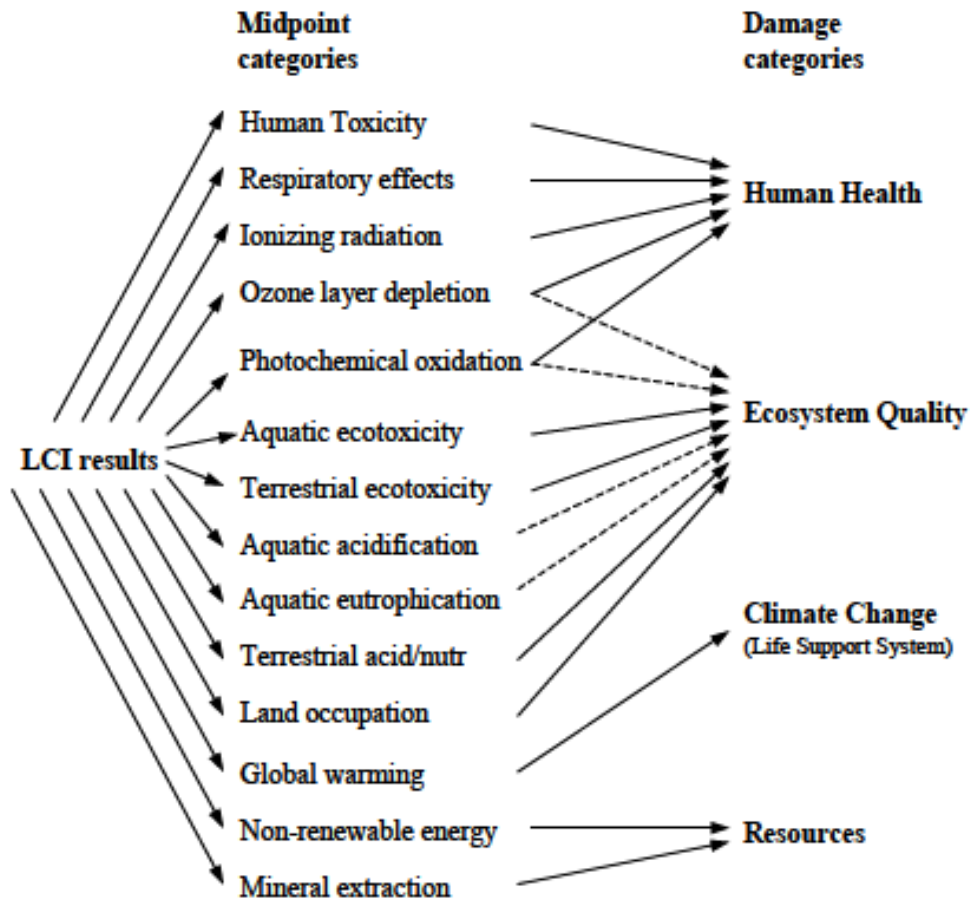 Midpoint
categories
Damage
categories
Human Toxicity
Respiratory effects
Human Health
Ionizing radiation
Ozone layer depletion
Photochemical oxidation
Ecosystem Quality
Aquatic ecotoxicity
LCI results
Terrestrial ecotoxicity
Aquatic acidification
Aquatic eutrophication
Climate Change
(Life Support System)
Terrestrial acid/nutr
Land occupation
Global warming
Non-renewable energy
Resources
Mineral extraction